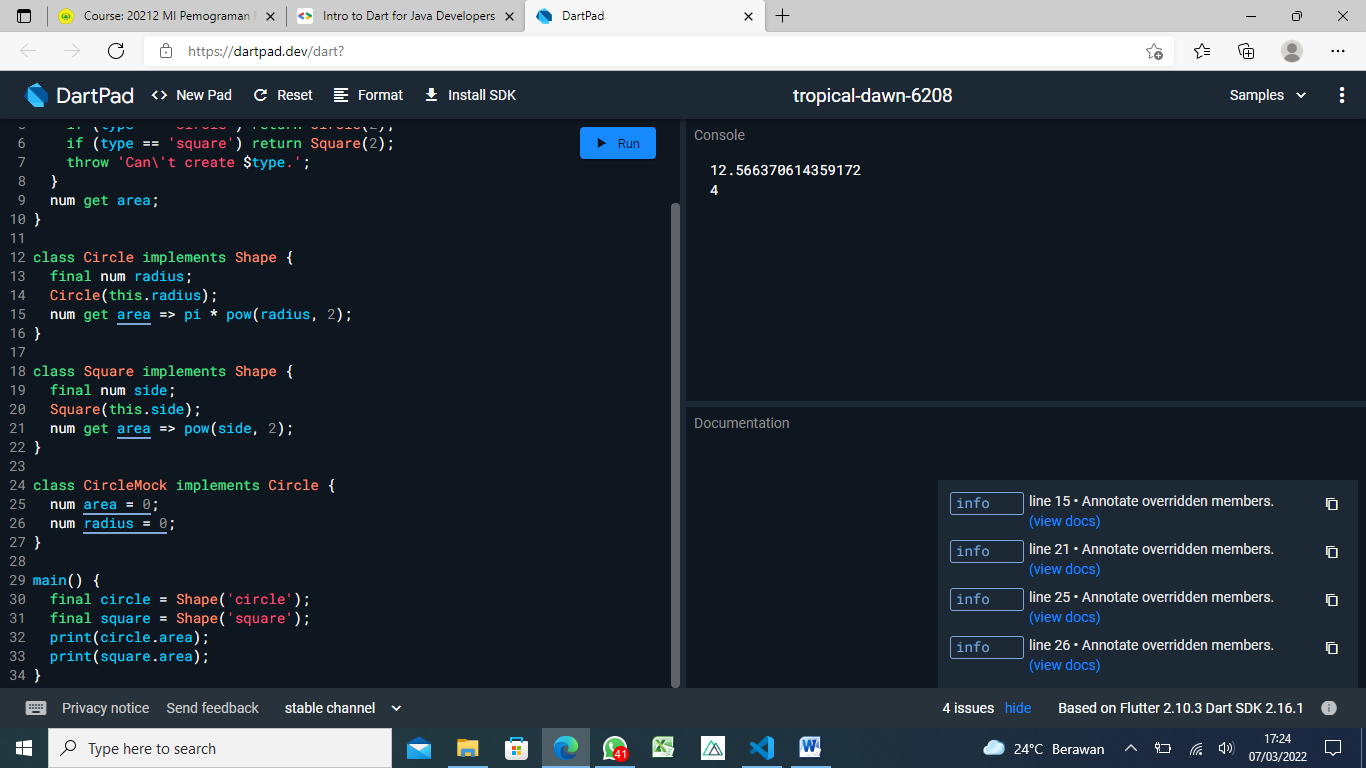 Course: 20212 MI Pemograman
Intro to Dart for Java Developers
DartPad
https://dartpad.dev/dart?
DartPad
<> New Pad
Reset
Format
Install SDK
tropical-dawn-6208
Samples
5 if (type == 'circle') return Circle(2);
6 if (type == 'square') return Square(2);
7 throw 'Can\'t create $type.';
8 }
9 num get area;
10 }
11
12 class Circle implements Shape {
13 final num radius;
14 Circle(this.radius);
15 num get area => pi * pow(radius, 2);
16 }
17
18 class Square implements Shape {
19 final num side;
20 Square(this.side);
21 num get area => pow(side, 2);
22 }
23
24 class CircleMock implements Circle {
25 num area = 0;
26 num radius = 0;
27 }
28
29 main() {
30 final circle = Shape('circle');
31 final square = Shape('square');
32 print(circle.area);
33 print(square.area);
34 }
Run
Console
12.566370614359172
4
Documentation
info line 15 • Annotate overridden members.
(view docs)
info line 21 • Annotate overridden members.
(view docs)
info line 25 • Annotate overridden members.
(view docs)
info line 26 • Annotate overridden members.
(view docs)
Privacy notice
Send feedback
stable channel
4 issues hide
Based on Flutter 2.10.3 Dart SDK 2.16.1
Type here to search
41
24°C Berawan
17:24
07/03/2022